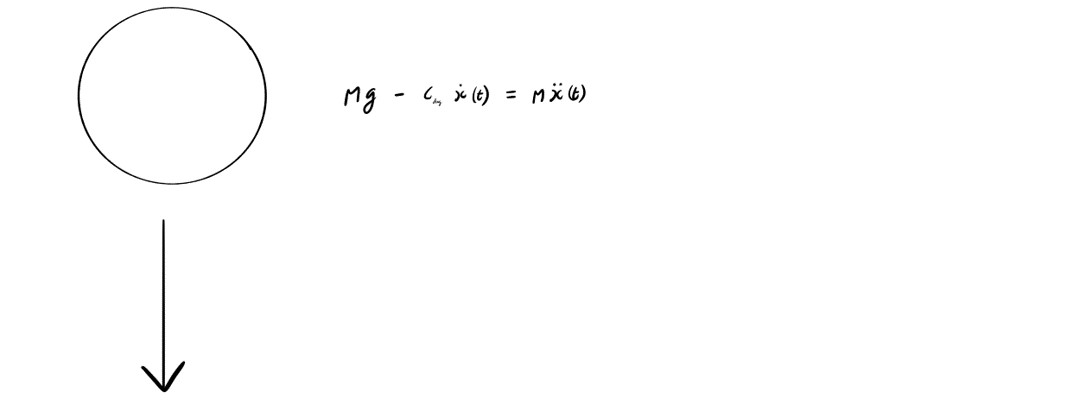 Mg - C ẋ(t) = Mẍ(t)